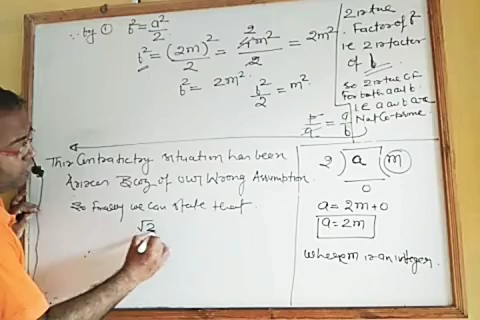 ∵ by ① b² = a²/2
b² = (2m)²/2 = 4m²/2 = 2m²
b² = 2m²
b²/2 = m²
2 is the
Factor of b²
ie 2 is factor
of b
So 2 is the CF
For both a and b
ie a and b are
Not Co-prime
p/q = a/b
This Contradictory situation has been
Arisen Bcoz of our Wrong Assumption.
So Finally we can state that
√2
2 ) a ( m
0
a = 2m + 0
a = 2m
where m is an integer.